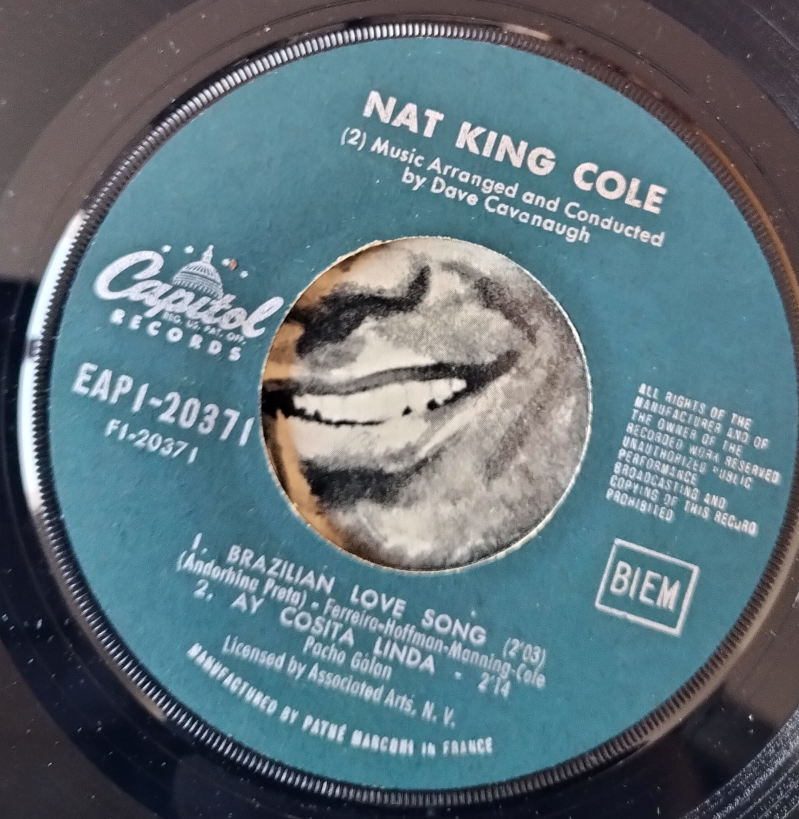 NAT KING COLE
(2) Music Arranged and Conducted
by Dave Cavanaugh
Capitol
REG. U.S. PAT. OFF.
RECORDS
EAP1-20371
F1-20371
ALL RIGHTS OF THE
MANUFACTURER AND OF
THE OWNER OF THE
RECORDED WORK RESERVED
UNAUTHORIZED PUBLIC
PERFORMANCE
BROADCASTING AND
COPYING OF THIS RECORD
PROHIBITED
BIEM
1. BRAZILIAN LOVE SONG (2'03)
(Andorhina Preta) - Ferreira-Hoffman-Manning-Cole
2. AY COSITA LINDA - 2'14
Pacho Galan
Licensed by Associated Arts, N. V.
MANUFACTURED BY PATHÉ MARCONI IN FRANCE